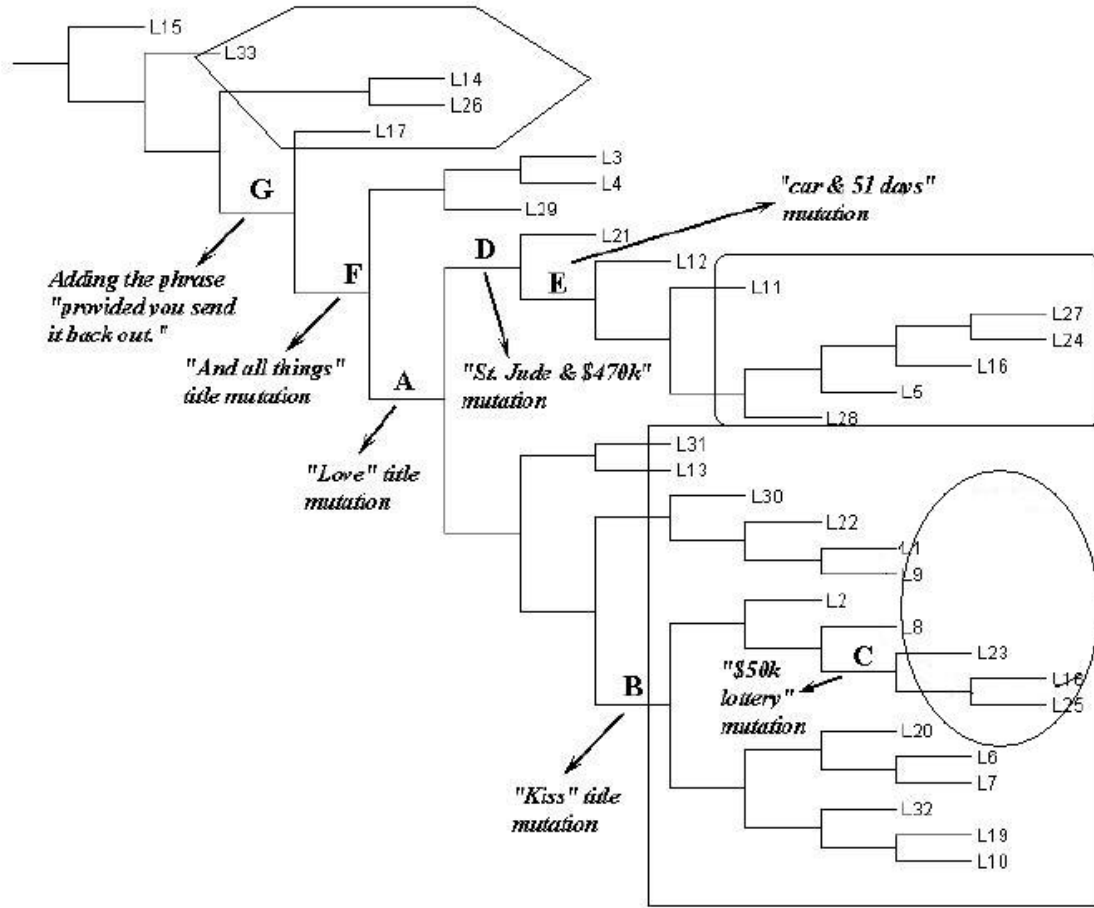 L15
L33
L14
L26
L17
L3
L4
G
"car & 51 days"
mutation
L29
L21
D
L12
F
E
Adding the phrase
"provided you send
it back out."
L11
L27
L24
"And all things"
title mutation
A
"St. Jude & $470k"
mutation
L16
L5
L28
L31
"Love" title
mutation
L13
L30
L22
L1
L9
L2
L8
C
L23
B
"$50k
lottery"
mutation
L18
L25
L20
L6
L7
"Kiss" title
mutation
L32
L19
L10